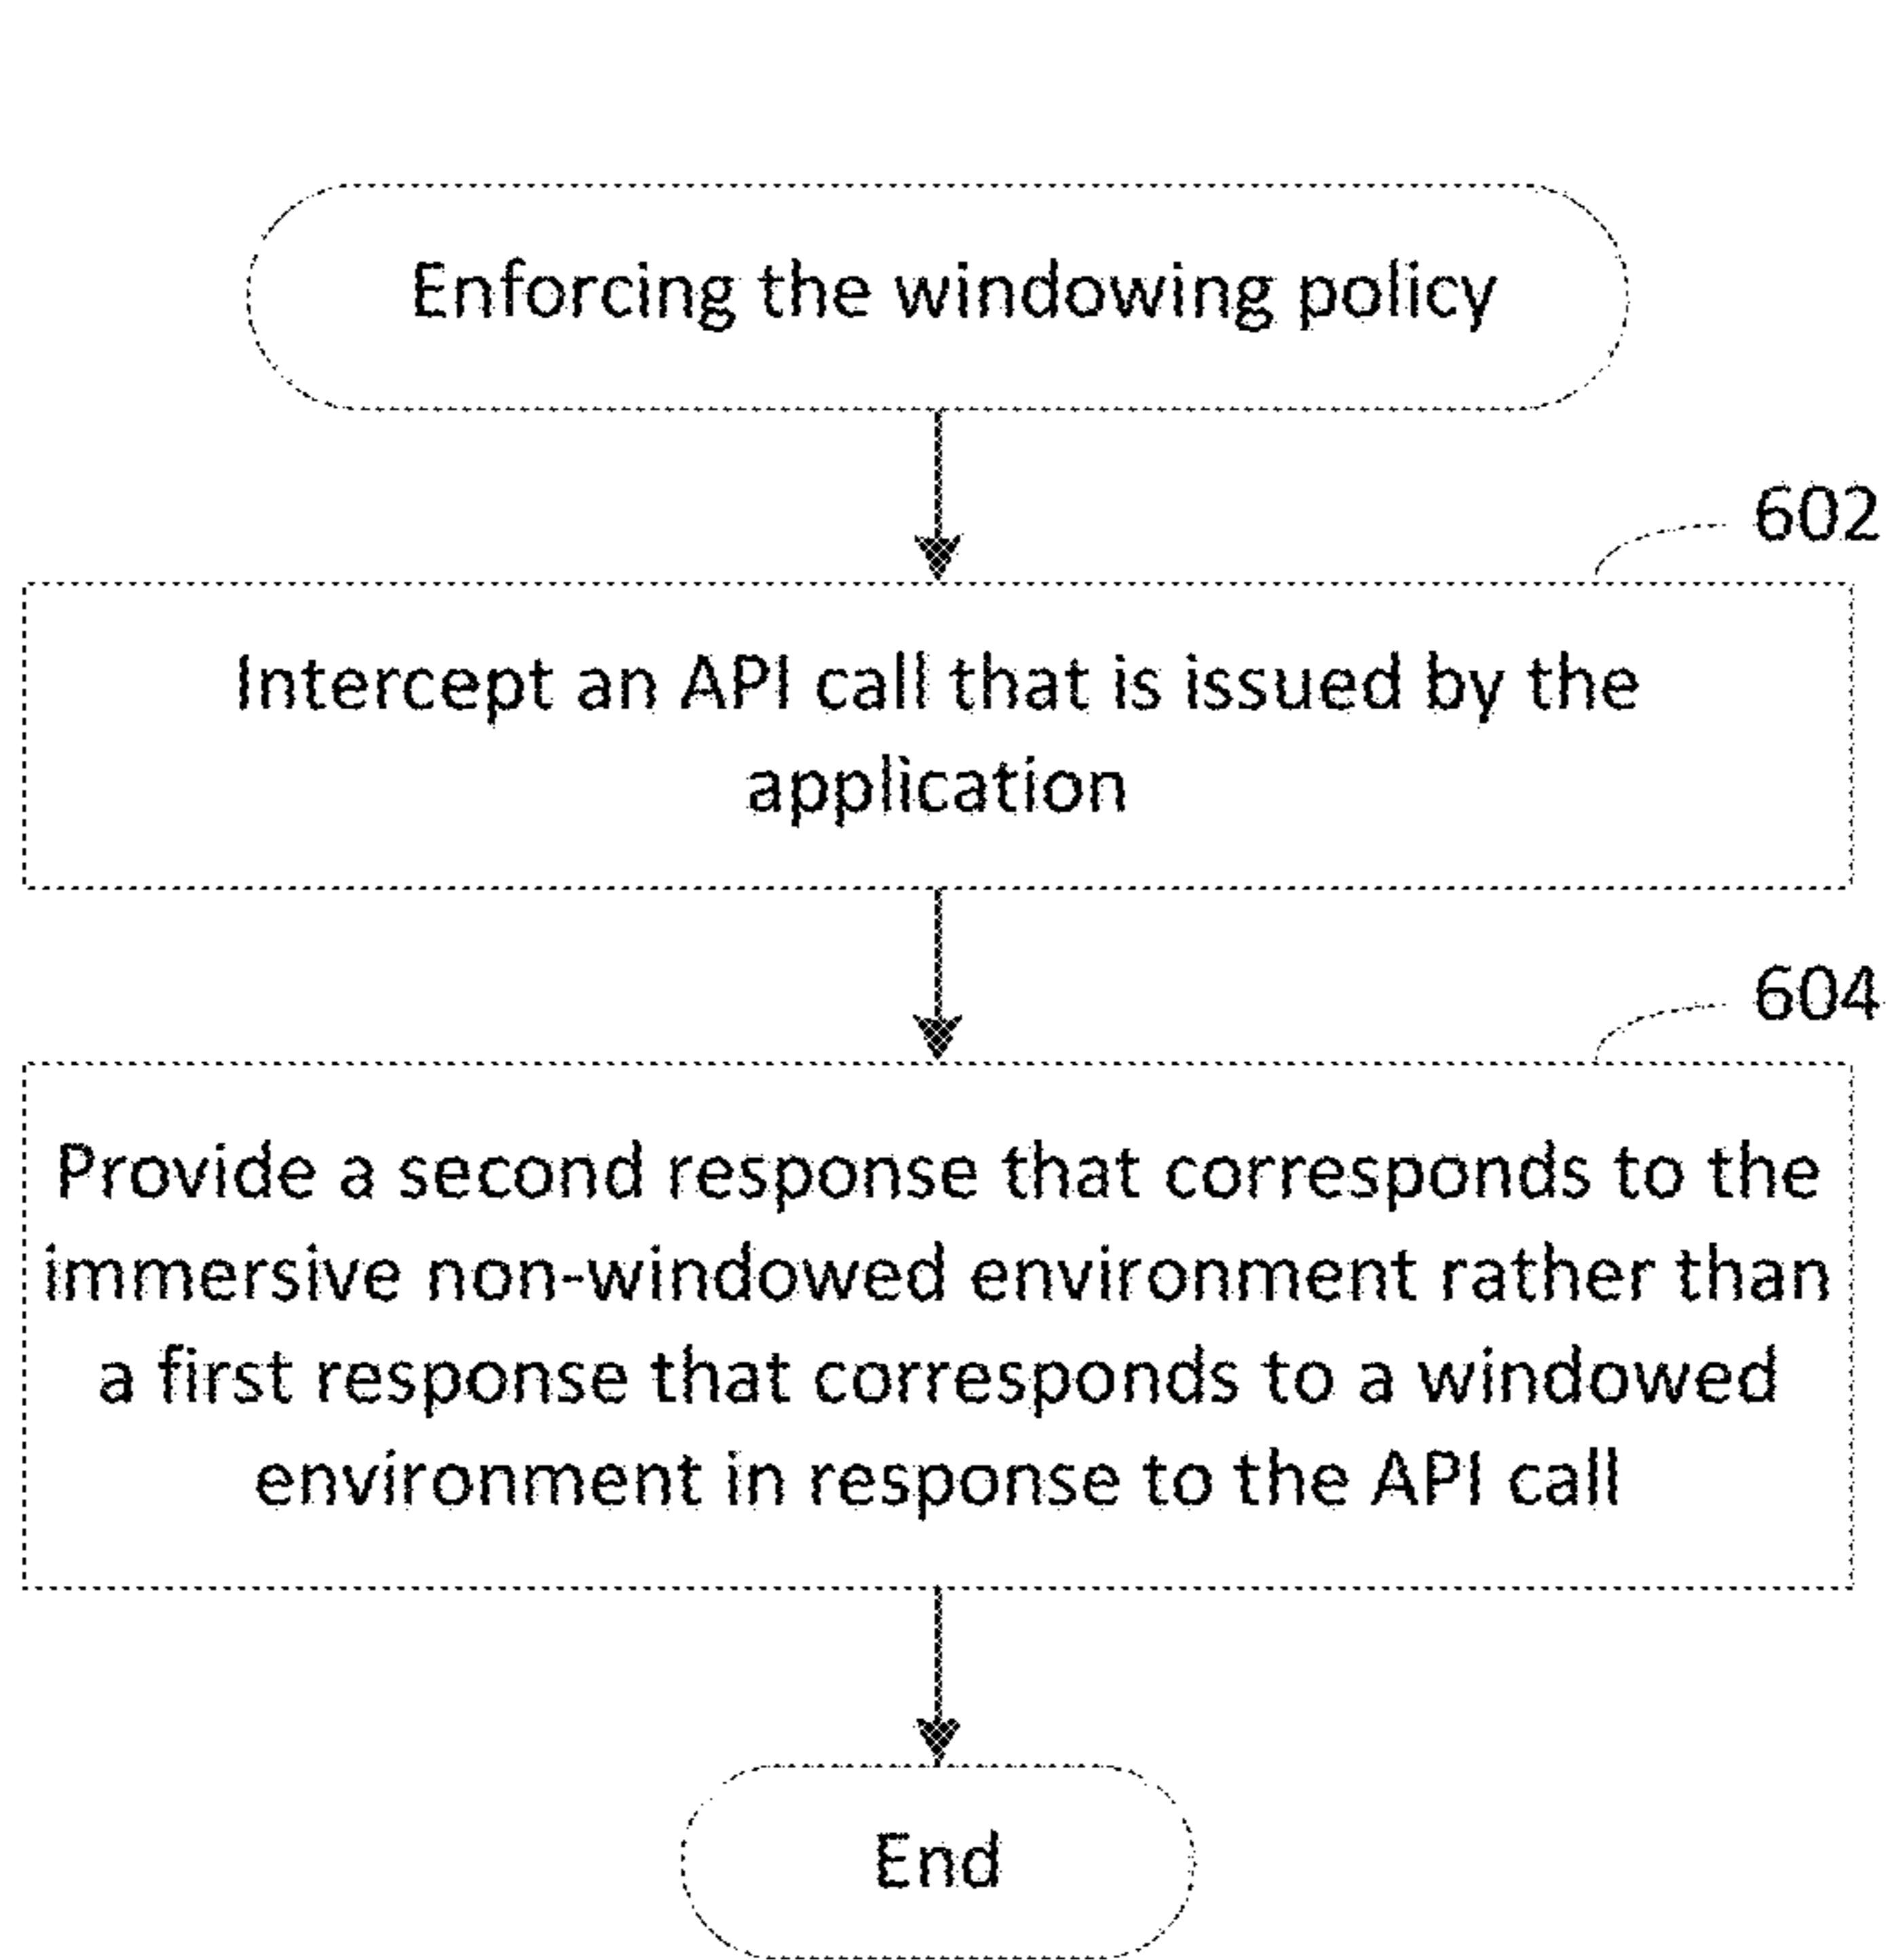 Enforcing the windowing policy
602
Intercept an API call that is issued by the
application
604
Provide a second response that corresponds to the
immersive non-windowed environment rather than
a first response that corresponds to a windowed
environment in response to the API call
End